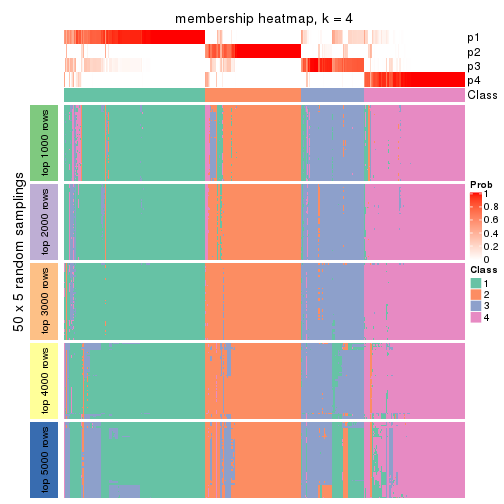 membership heatmap, k = 4
p1
p2
p3
p4
Class
50 x 5 random samplings
top 1000 rows
top 2000 rows
top 3000 rows
top 4000 rows
top 5000 rows
Prob
1
0.8
0.6
0.4
0.2
0
Class
1
2
3
4